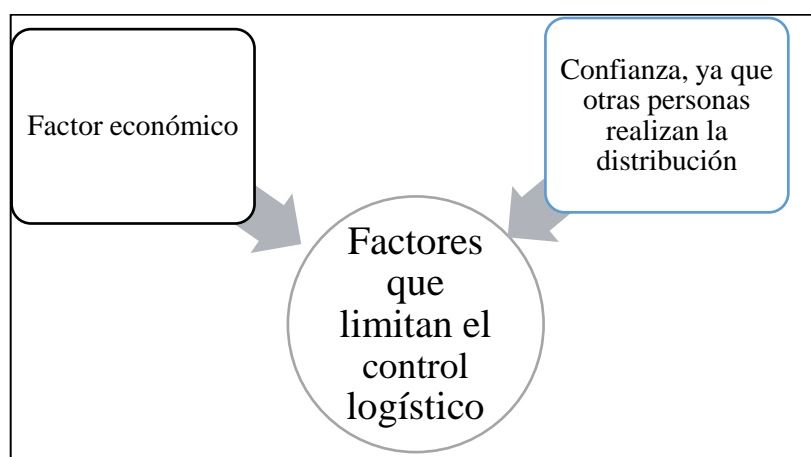 Factor económico
Confianza, ya que
otras personas
realizan la
distribución
Factores
que
limitan el
control
logístico